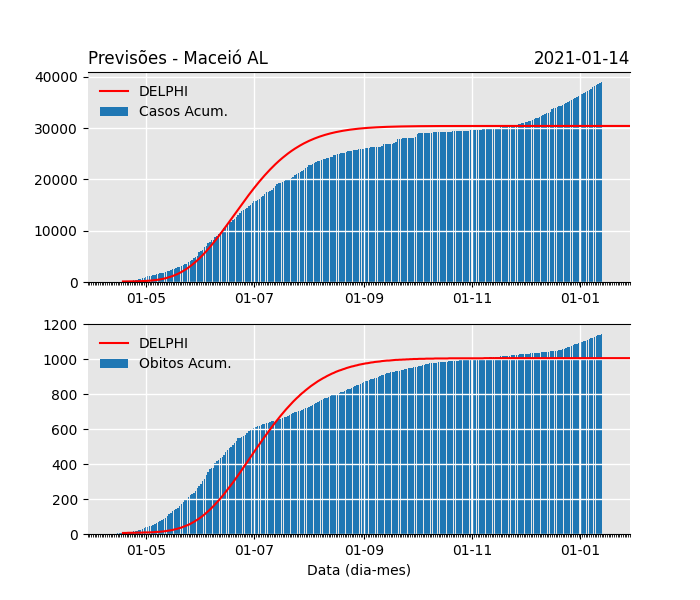 Previsões - Maceió AL 2021-01-14
40000
30000
20000
10000
0
DELPHI
Casos Acum.
01-05 01-07 01-09 01-11 01-01
1200
1000
800
600
400
200
0
DELPHI
Obitos Acum.
01-05 01-07 01-09 01-11 01-01
Data (dia-mes)